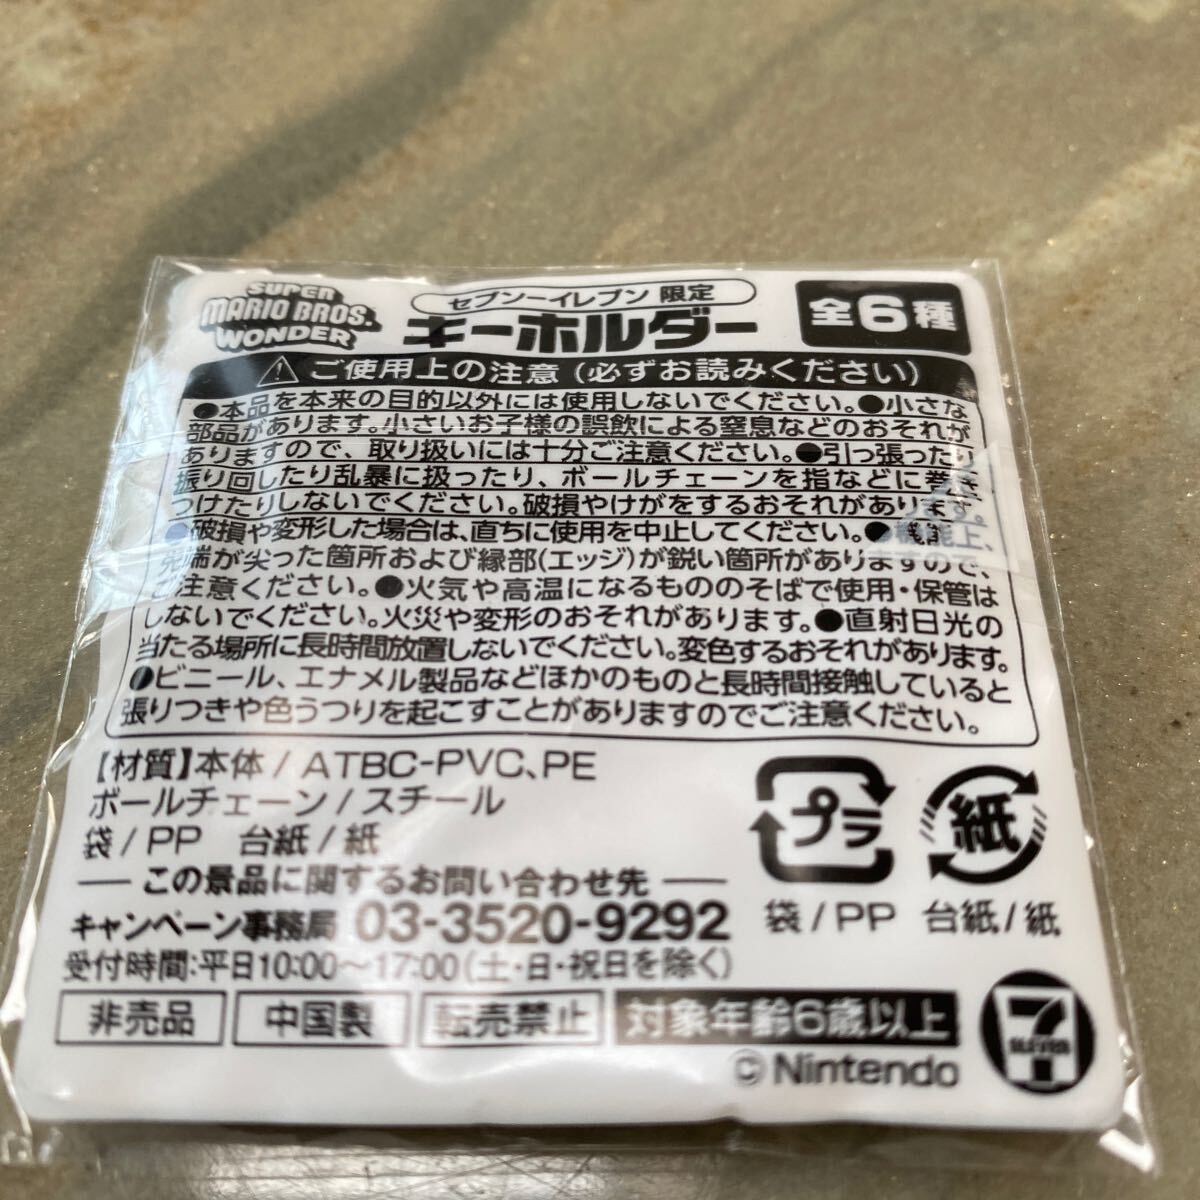 SUPER
MARIO BROS.
WONDER
セブン-イレブン 限定
キーホルダー
全6種
⚠ご使用上の注意(必ずお読みください)
●本品を本来の目的以外には使用しないでください。●小さな
部品があります。小さいお子様の誤飲による窒息などのおそれが
ありますので、取り扱いには十分ご注意ください。●引っ張ったり
振り回したり乱暴に扱ったり、ボールチェーンを指などに巻き
つけたりしないでください。破損やけがをするおそれがあります。
●破損や変形した場合は、直ちに使用を中止してください。●機能上、
先端が尖った箇所および縁部(エッジ)が鋭い箇所がありますので、
ご注意ください。●火気や高温になるもののそばで使用・保管は
しないでください。火災や変形のおそれがあります。●直射日光の
当たる場所に長時間放置しないでください。変色するおそれがあります。
●ビニール、エナメル製品などほかのものと長時間接触していると
張りつきや色うつりを起こすことがありますのでご注意ください。
【材質】本体/ATBC-PVC、PE
ボールチェーン/スチール
袋/PP 台紙/紙
プラ
紙
袋/PP 台紙/紙
この景品に関するお問い合わせ先
キャンペーン事務局 03-3520-9292
受付時間:平日10:00〜17:00(土・日・祝日を除く)
非売品 中国製 転売禁止 対象年齢6歳以上
7
ELEVEN
©Nintendo